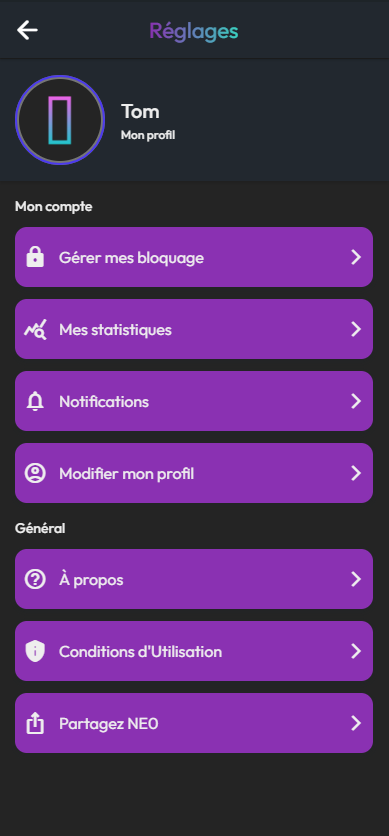 Réglages
Tom
Mon profil
Mon compte
Gérer mes bloquage
Mes statistiques
Notifications
Modifier mon profil
Général
À propos
Conditions d'Utilisation
Partagez NE0